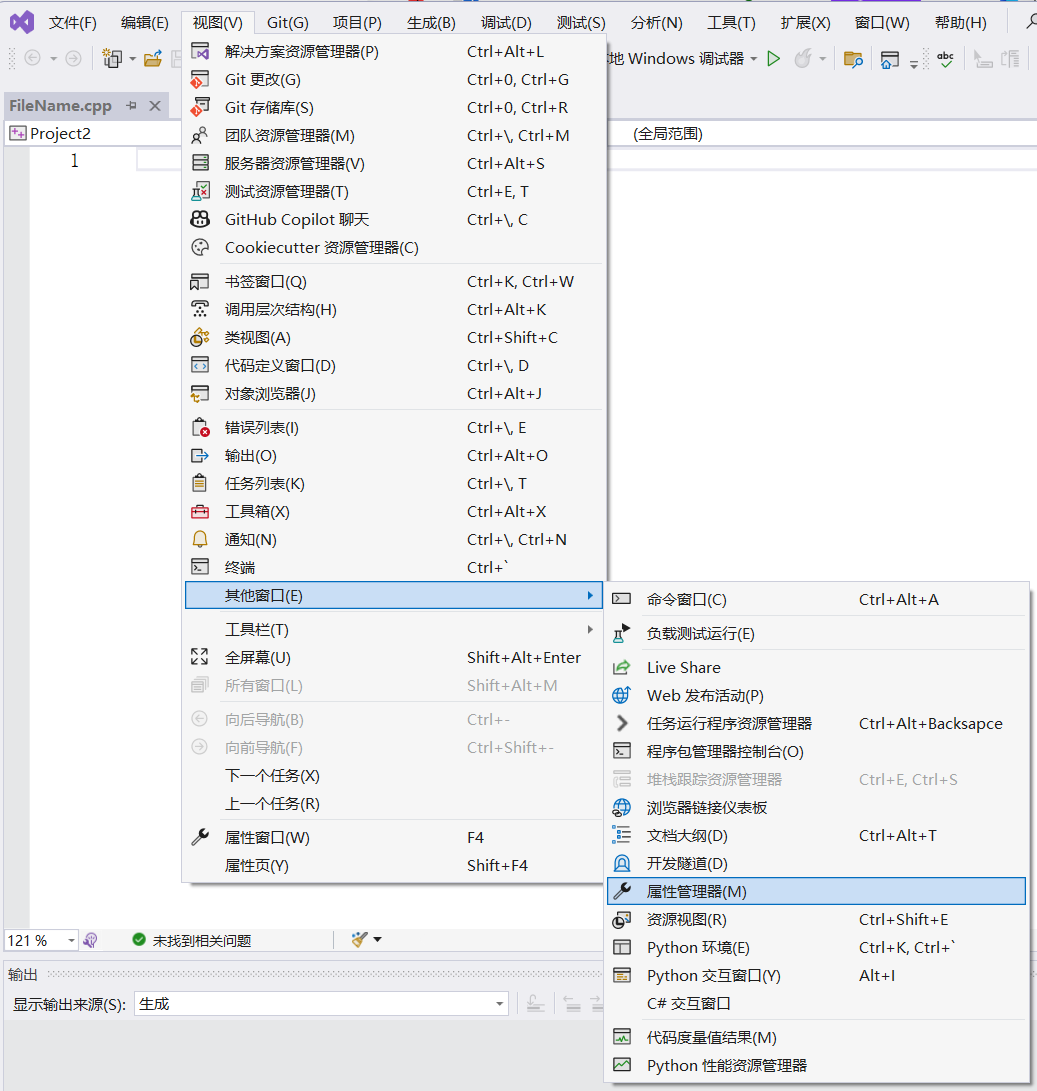 文件(F) 编辑(E) 视图(V) Git(G) 项目(P) 生成(B) 调试(D) 测试(S) 分析(N) 工具(T) 扩展(X) 窗口(W) 帮助(H)
地 Windows 调试器
FileName.cpp
Project2
(全局范围)
1
解决方案资源管理器(P) Ctrl+Alt+L
Git 更改(G) Ctrl+0, Ctrl+G
Git 存储库(S) Ctrl+0, Ctrl+R
团队资源管理器(M) Ctrl+\, Ctrl+M
服务器资源管理器(V) Ctrl+Alt+S
测试资源管理器(T) Ctrl+E, T
GitHub Copilot 聊天 Ctrl+\, C
Cookiecutter 资源管理器(C)
书签窗口(Q) Ctrl+K, Ctrl+W
调用层次结构(H) Ctrl+Alt+K
类视图(A) Ctrl+Shift+C
代码定义窗口(D) Ctrl+\, D
对象浏览器(J) Ctrl+Alt+J
错误列表(I) Ctrl+\, E
输出(O) Ctrl+Alt+O
任务列表(K) Ctrl+\, T
工具箱(X) Ctrl+Alt+X
通知(N) Ctrl+\, Ctrl+N
终端 Ctrl+`
其他窗口(E)
工具栏(T)
全屏幕(U) Shift+Alt+Enter
所有窗口(L) Shift+Alt+M
向后导航(B) Ctrl+-
向前导航(F) Ctrl+Shift+-
下一个任务(X)
上一个任务(R)
属性窗口(W) F4
属性页(Y) Shift+F4
命令窗口(C) Ctrl+Alt+A
负载测试运行(E)
Live Share
Web 发布活动(P)
任务运行程序资源管理器 Ctrl+Alt+Backsapce
程序包管理器控制台(O)
堆栈跟踪资源管理器 Ctrl+E, Ctrl+S
浏览器链接仪表板
文档大纲(D) Ctrl+Alt+T
开发隧道(D)
属性管理器(M)
资源视图(R) Ctrl+Shift+E
Python 环境(E) Ctrl+K, Ctrl+`
Python 交互窗口(Y) Alt+I
C# 交互窗口
代码度量值结果(M)
Python 性能资源管理器
121 % 未找到相关问题
输出
显示输出来源(S): 生成